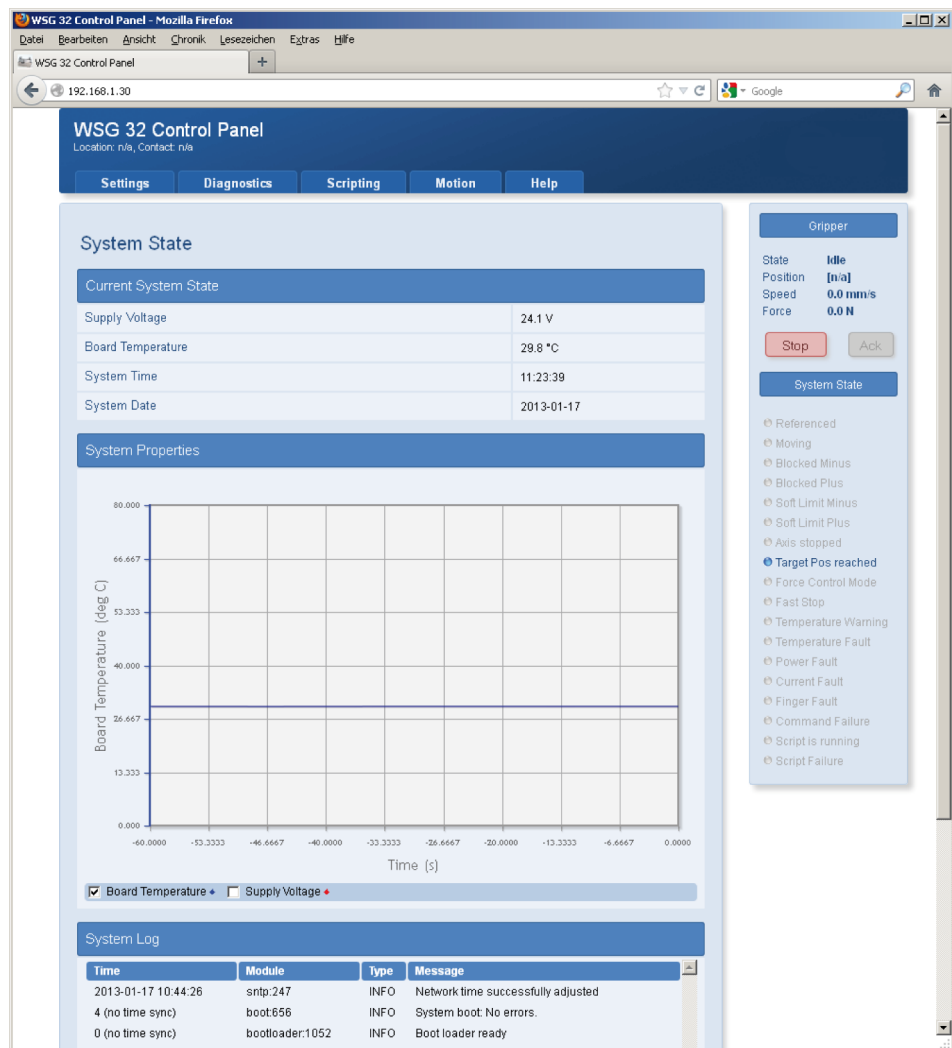 WSG 32 Control Panel - Mozilla Firefox
Datei Bearbeiten Ansicht Chronik Lesezeichen Extras Hilfe
WSG 32 Control Panel +
192.168.1.30 Google
WSG 32 Control Panel
Location: n/a, Contact: n/a
Settings Diagnostics Scripting Motion Help
System State
Current System State
Supply Voltage 24.1 V
Board Temperature 29.8 °C
System Time 11:23:39
System Date 2013-01-17
System Properties
80.000
66.667
53.333
40.000
26.667
13.333
0.000
Board Temperature (deg C)
-60.0000 -53.3333 -46.6667 -40.0000 -33.3333 -26.6667 -20.0000 -13.3333 -6.6667 0.0000
Time (s)
Board Temperature Supply Voltage
System Log
Time Module Type Message
2013-01-17 10:44:26 sntp:247 INFO Network time successfully adjusted
4 (no time sync) boot:656 INFO System boot: No errors.
0 (no time sync) bootloader:1052 INFO Boot loader ready
Gripper
State Idle
Position [n/a]
Speed 0.0 mm/s
Force 0.0 N
Stop Ack
System State
Referenced
Moving
Blocked Minus
Blocked Plus
Soft Limit Minus
Soft Limit Plus
Axis stopped
Target Pos reached
Force Control Mode
Fast Stop
Temperature Warning
Temperature Fault
Power Fault
Current Fault
Finger Fault
Command Failure
Script is running
Script Failure